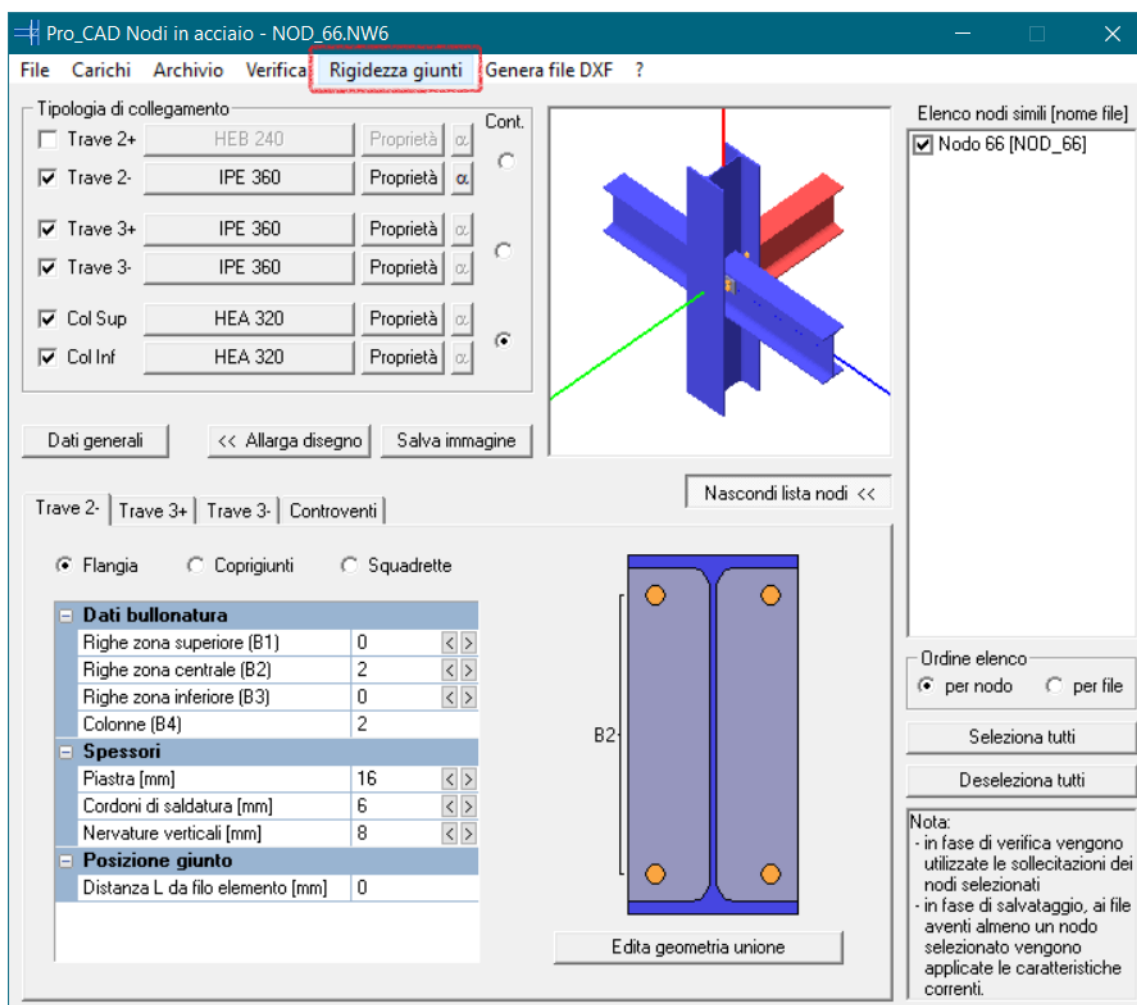 Pro_CAD Nodi in acciaio - NOD_66.NW6
File Carichi Archivio Verifica Rigidezza giunti Genera file DXF ?
Tipologia di collegamento
Cont.
Trave 2+ HEB 240 Proprietà α
Trave 2- IPE 360 Proprietà α
Trave 3+ IPE 360 Proprietà α
Trave 3- IPE 360 Proprietà α
Col Sup HEA 320 Proprietà α
Col Inf HEA 320 Proprietà α
Dati generali << Allarga disegno Salva immagine
Elenco nodi simili [nome file]
Nodo 66 [NOD_66]
Nascondi lista nodi <<
Trave 2- Trave 3+ Trave 3- Controventi
Flangia Coprigiunti Squadrette
Dati bullonatura
Righe zona superiore (B1) 0 < >
Righe zona centrale (B2) 2 < >
Righe zona inferiore (B3) 0 < >
Colonne (B4) 2
Spessori
Piastra [mm] 16 < >
Cordoni di saldatura [mm] 6 < >
Nervature verticali [mm] 8 < >
Posizione giunto
Distanza L da filo elemento [mm] 0
B2
Edita geometria unione
Ordine elenco
per nodo per file
Seleziona tutti
Deseleziona tutti
Nota:
- in fase di verifica vengono
utilizzate le sollecitazioni dei
nodi selezionati
- in fase di salvataggio, ai file
aventi almeno un nodo
selezionato vengono
applicate le caratteristiche
correnti.